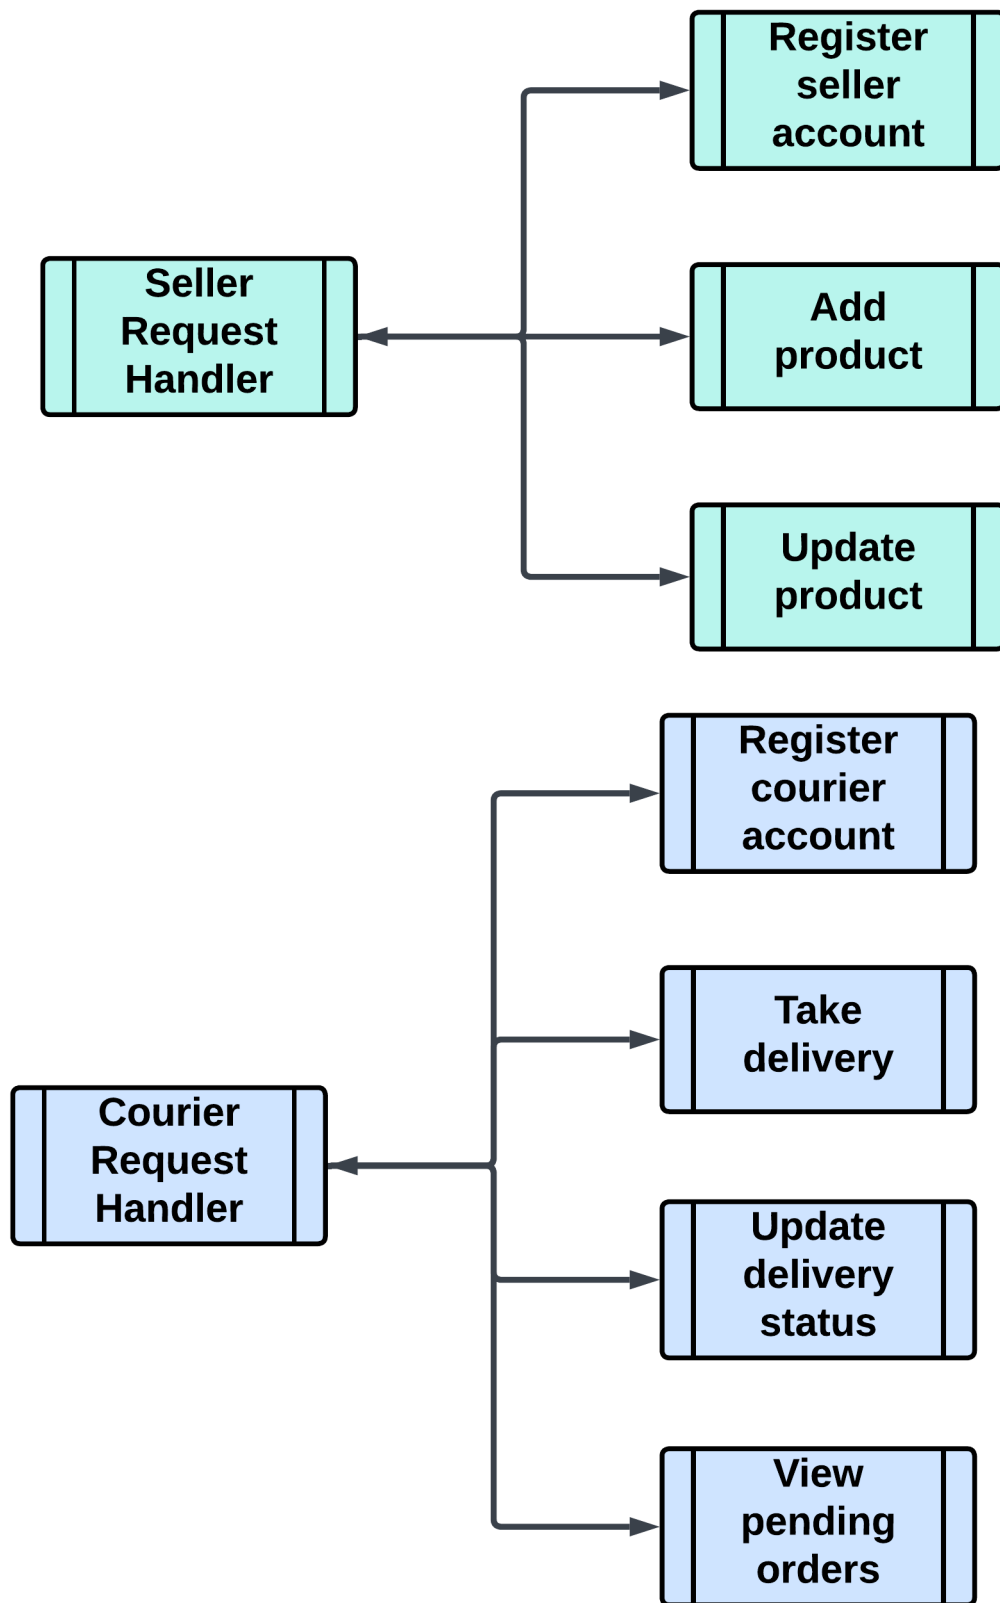 Register
seller
account
Seller
Request
Handler
Add
product
Update
product
Register
courier
account
Take
delivery
Courier
Request
Handler
Update
delivery
status
View
pending
orders